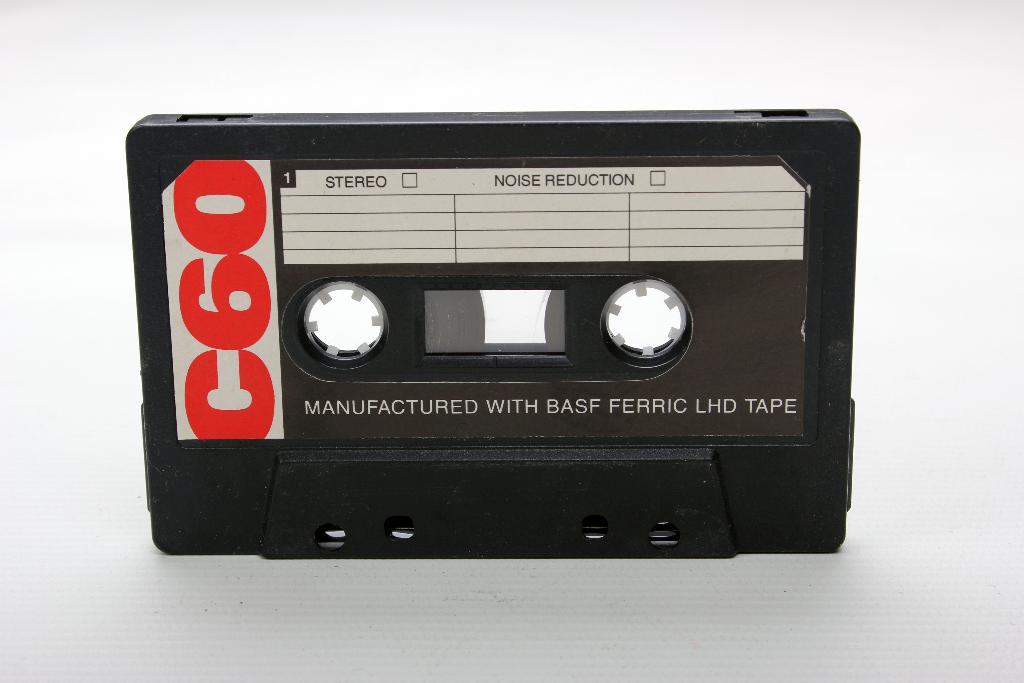 C60
1 STEREO NOISE REDUCTION
MANUFACTURED WITH BASF FERRIC LHD TAPE